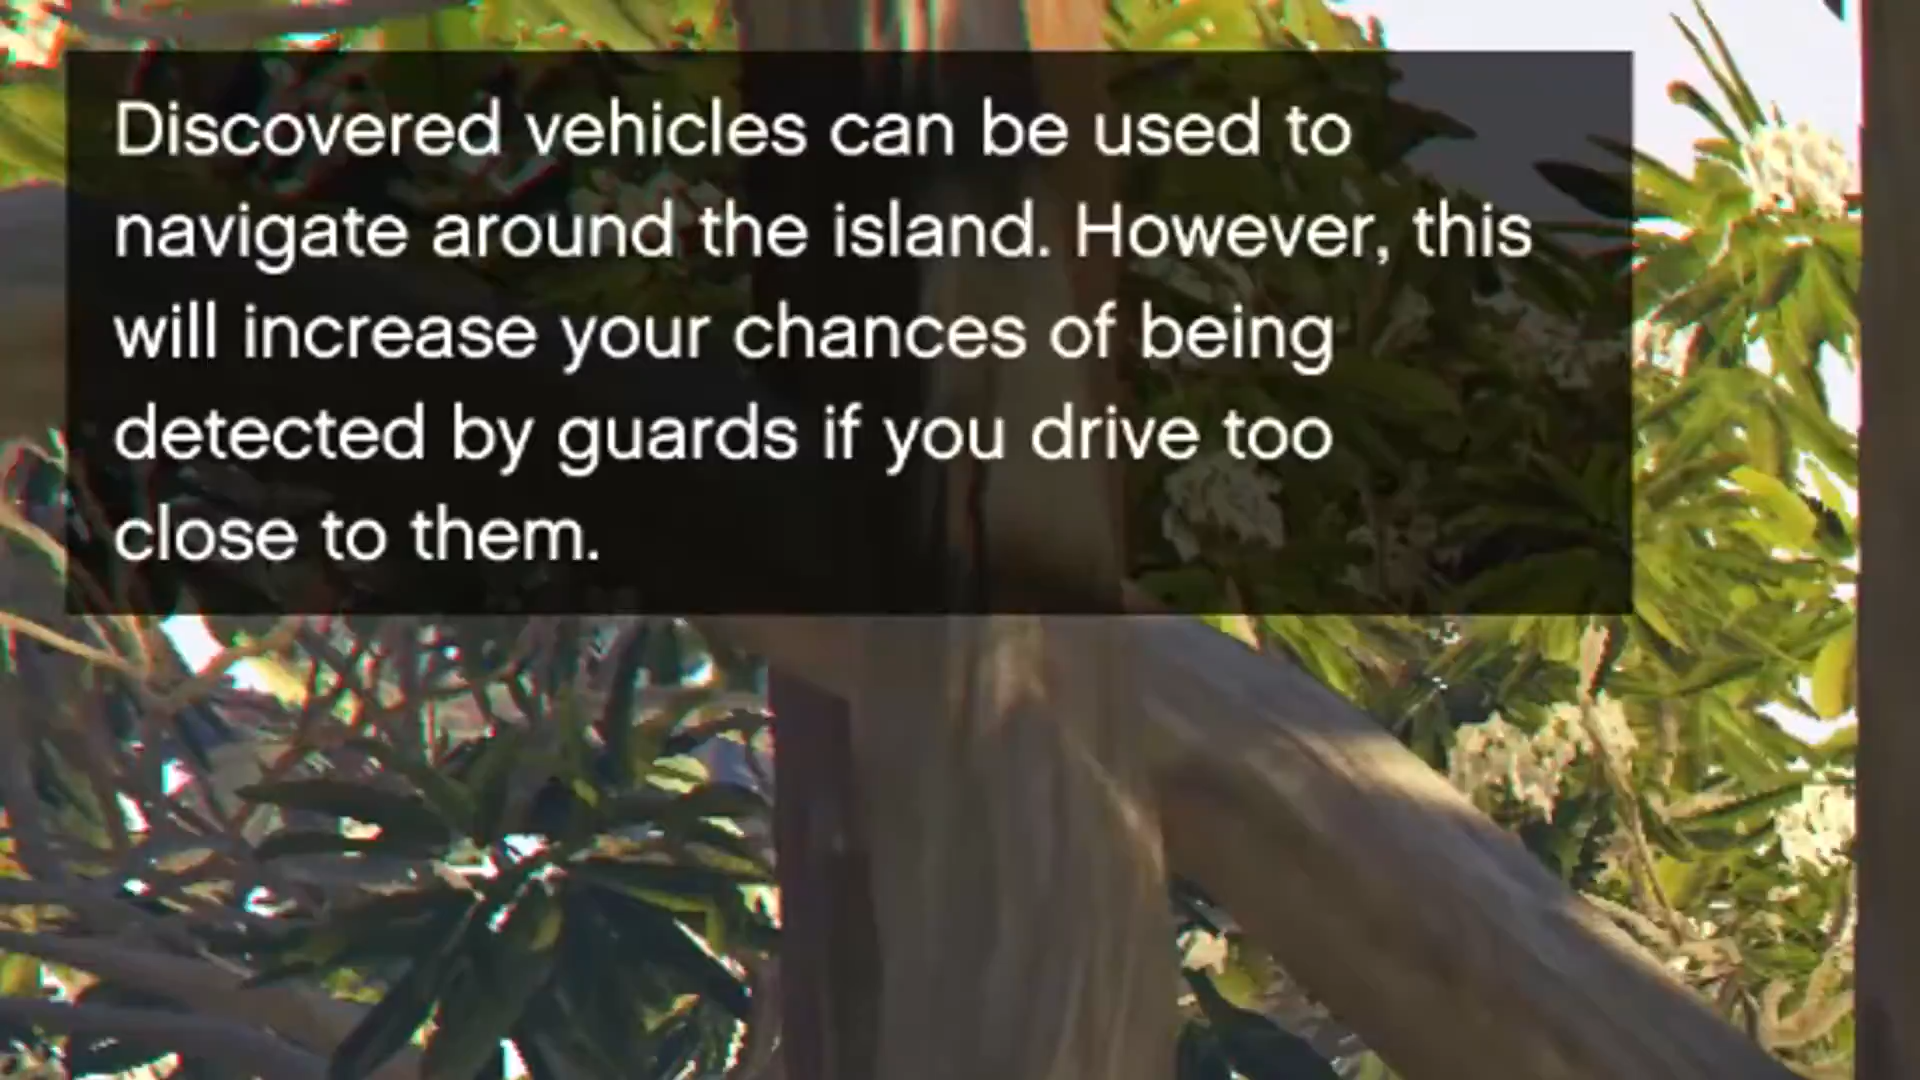 Discovered vehicles can be used to
navigate around the island. However, this
will increase your chances of being
detected by guards if you drive too
close to them.